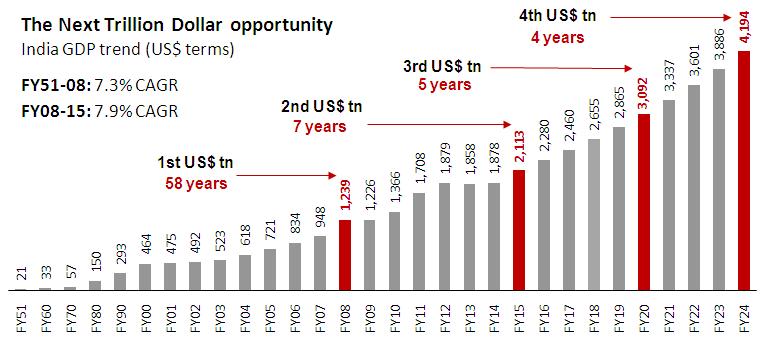 The Next Trillion Dollar opportunity
India GDP trend (US$ terms)
FY51-08: 7.3% CAGR
FY08-15: 7.9% CAGR
1st US$ tn
58 years
2nd US$ tn
7 years
3rd US$ tn
5 years
4th US$ tn
4 years
21
33
57
150
293
464
475
492
523
618
721
834
948
1,239
1,226
1,366
1,708
1,879
1,858
1,878
2,113
2,280
2,460
2,655
2,865
3,092
3,337
3,601
3,886
4,194
FY51
FY60
FY70
FY80
FY90
FY00
FY01
FY02
FY03
FY04
FY05
FY06
FY07
FY08
FY09
FY10
FY11
FY12
FY13
FY14
FY15
FY16
FY17
FY18
FY19
FY20
FY21
FY22
FY23
FY24